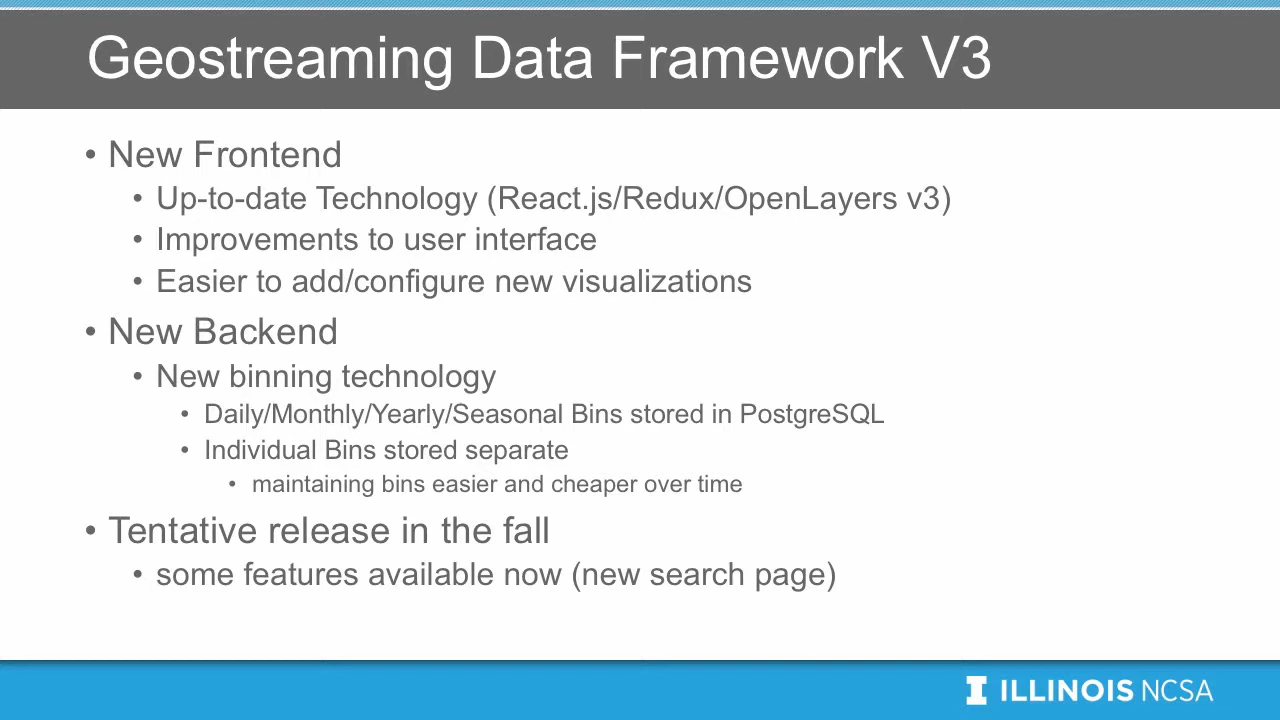 Geostreaming Data Framework V3
• New Frontend
• Up-to-date Technology (React.js/Redux/OpenLayers v3)
• Improvements to user interface
• Easier to add/configure new visualizations
• New Backend
• New binning technology
• Daily/Monthly/Yearly/Seasonal Bins stored in PostgreSQL
• Individual Bins stored separate
• maintaining bins easier and cheaper over time
• Tentative release in the fall
• some features available now (new search page)
I ILLINOIS NCSA